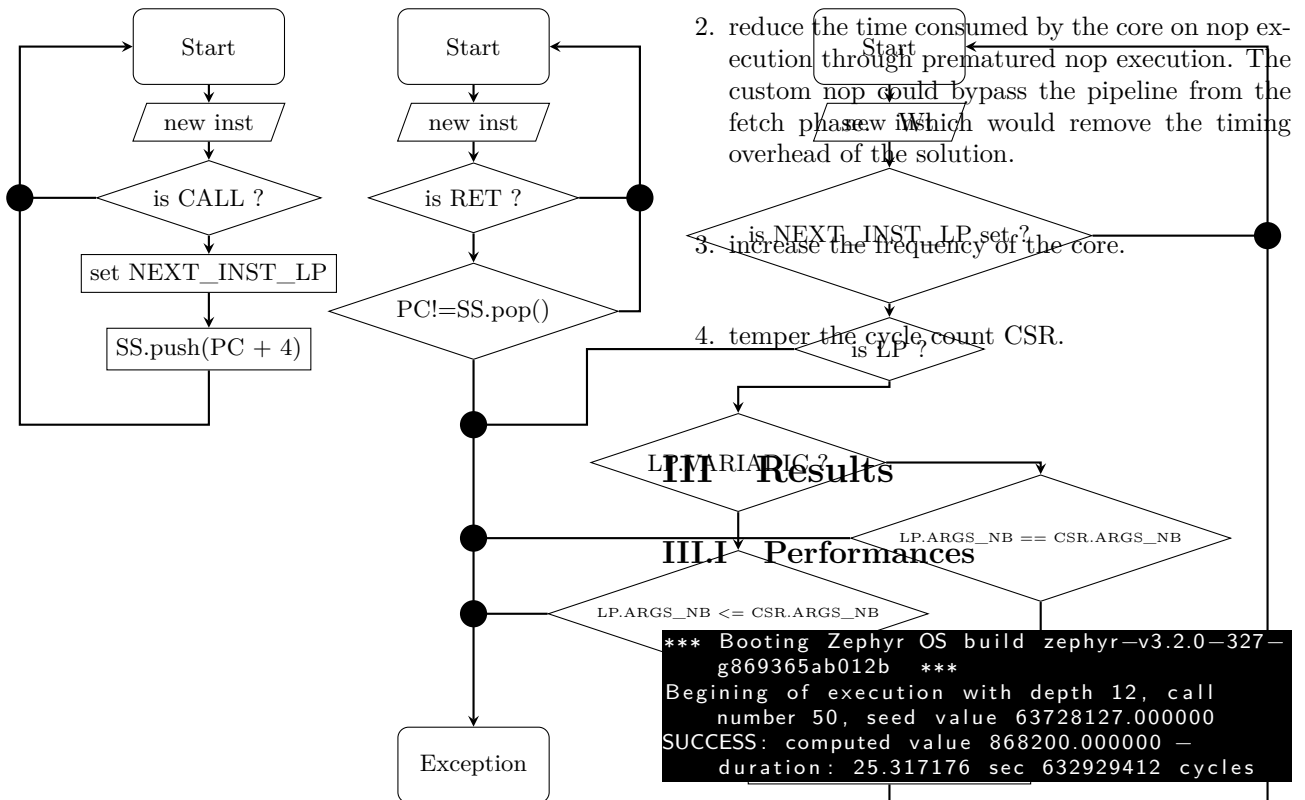 Start
new inst
is CALL ?
set NEXT_INST_LP
SS.push(PC + 4)
Start
new inst
is RET ?
PC!=SS.pop()
Exception
Start
new inst
is NEXT_INST_LP set ?
is LP ?
LP.VARIADIC ?
LP.ARGS_NB == CSR.ARGS_NB
LP.ARGS_NB <= CSR.ARGS_NB
2. reduce the time consumed by the core on nop ex-
ecution through prematured nop execution. The
custom nop could bypass the pipeline from the
fetch phase. Which would remove the timing
overhead of the solution.
3. increase the frequency of the core.
4. temper the cycle count CSR.
III Results
III.I Performances
*** Booting Zephyr OS build zephyr−v3.2.0−327−
g869365ab012b ***
Begining of execution with depth 12, call
number 50, seed value 63728127.000000
SUCCESS: computed value 868200.000000 −
duration: 25.317176 sec 632929412 cycles